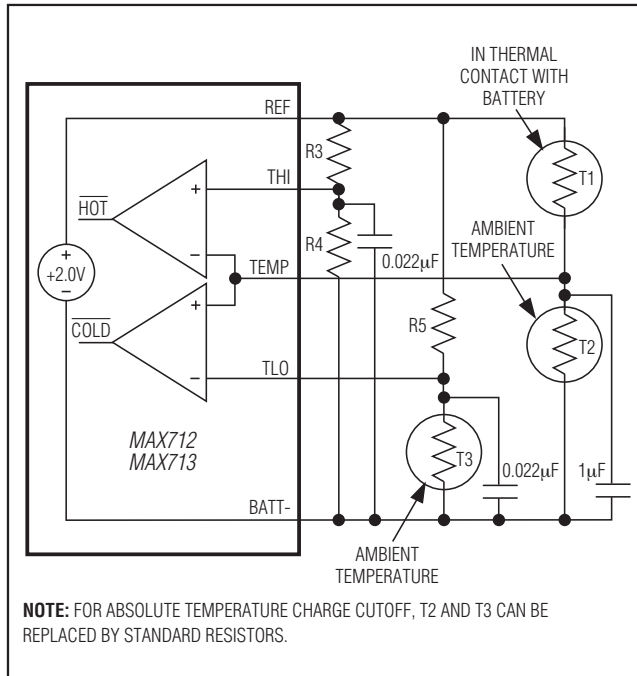 IN THERMAL
CONTACT WITH
BATTERY
REF
R3
T1
THI
HOT
+
-
R4
0.022µF
AMBIENT
TEMPERATURE
+
+2.0V
-
TEMP
COLD
+
-
R5
T2
TLO
MAX712
MAX713
T3
0.022µF
1µF
BATT-
AMBIENT
TEMPERATURE
NOTE: FOR ABSOLUTE TEMPERATURE CHARGE CUTOFF, T2 AND T3 CAN BE
REPLACED BY STANDARD RESISTORS.